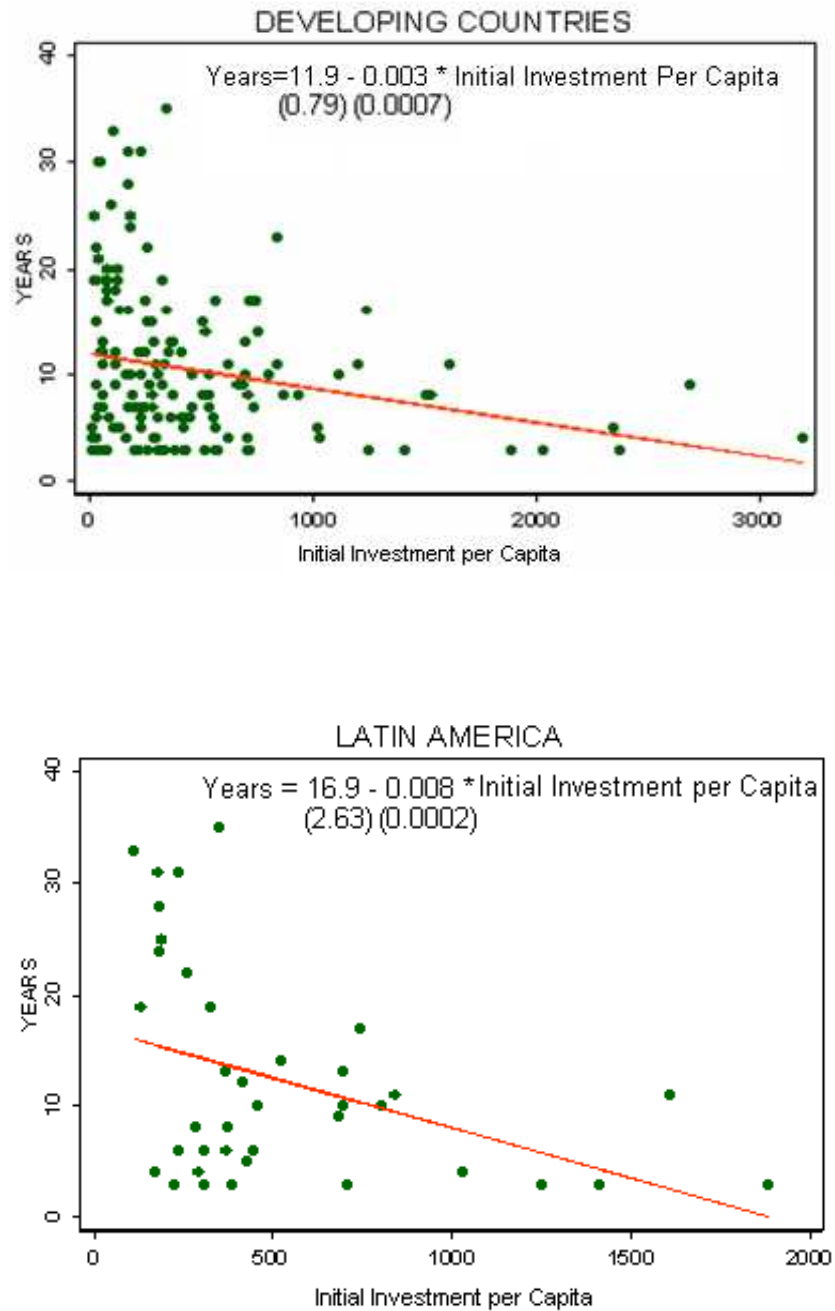 DEVELOPING COUNTRIES
Years=11.9 - 0.003 * Initial Investment Per Capita
(0.79) (0.0007)
40
30
20
10
0
YEARS
0 1000 2000 3000
Initial Investment per Capita
LATIN AMERICA
Years = 16.9 - 0.008 *Initial Investment per Capita
(2.63) (0.0002)
40
30
20
10
0
YEARS
0 500 1000 1500 2000
Initial Investment per Capita